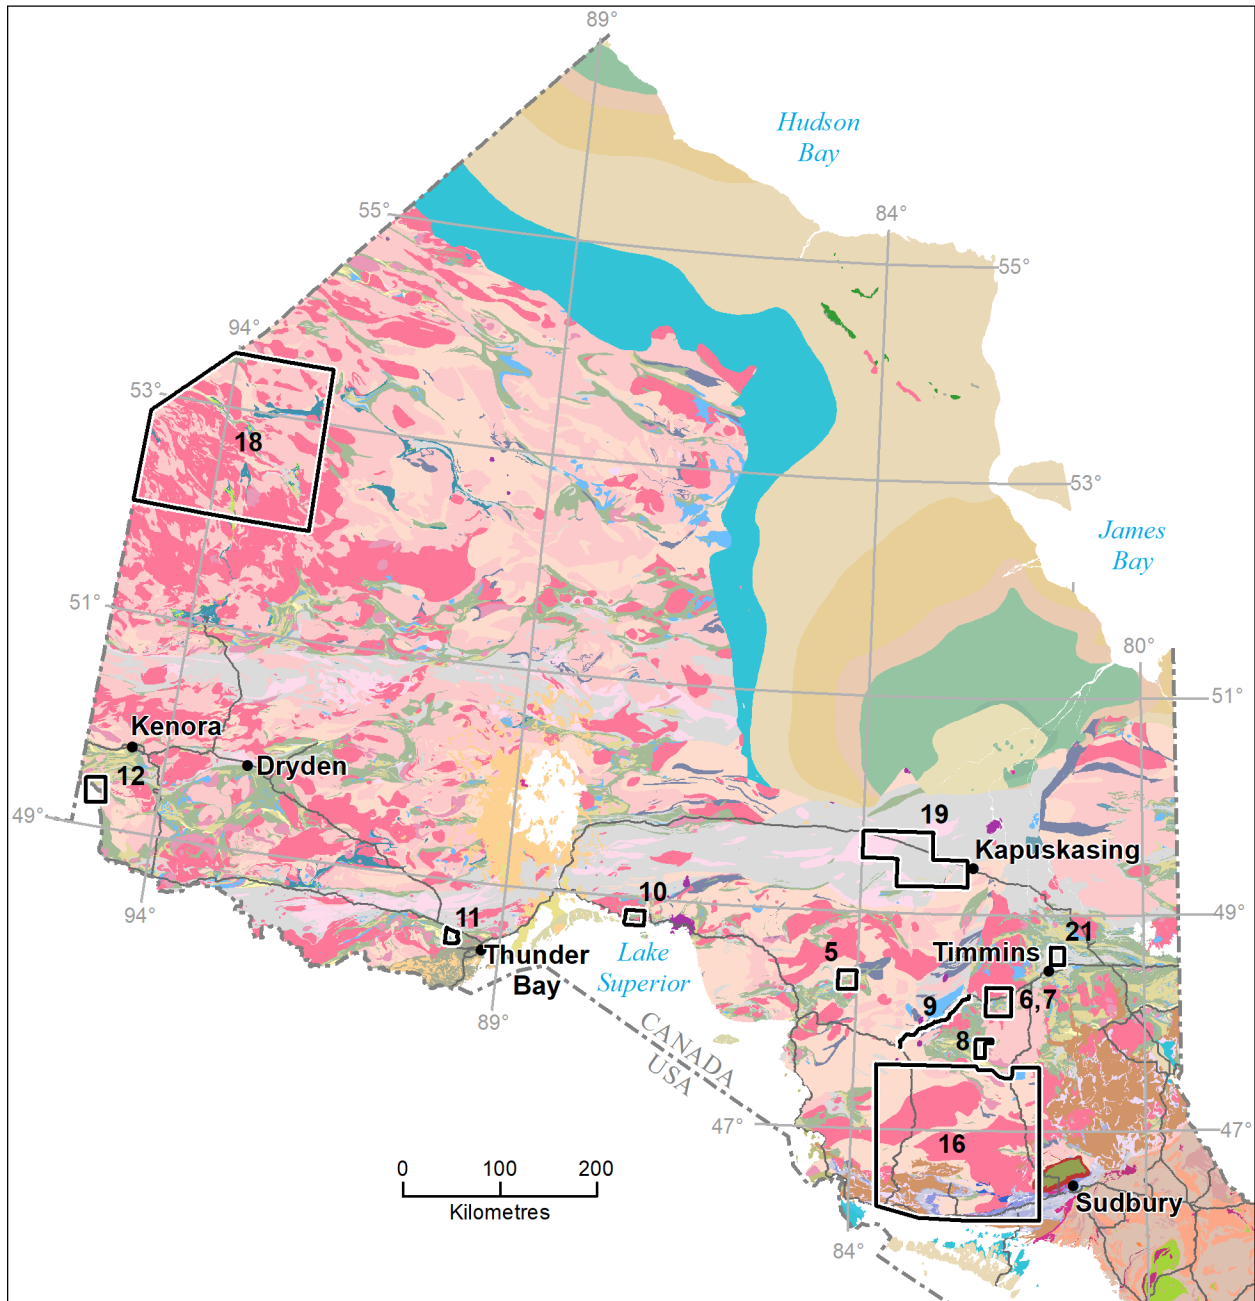 89°
Hudson
Bay
55°
84°
55°
94°
53°
18
53°
James
Bay
51°
80°
51°
Kenora
Dryden
12
49°
19
Kapuskasing
94°
10
49°
11
21
Thunder
Bay
Lake
Superior
5
Timmins
89°
9
6,7
8
CANADA
USA
47°
16
47°
0 100 200
Kilometres
Sudbury
84°